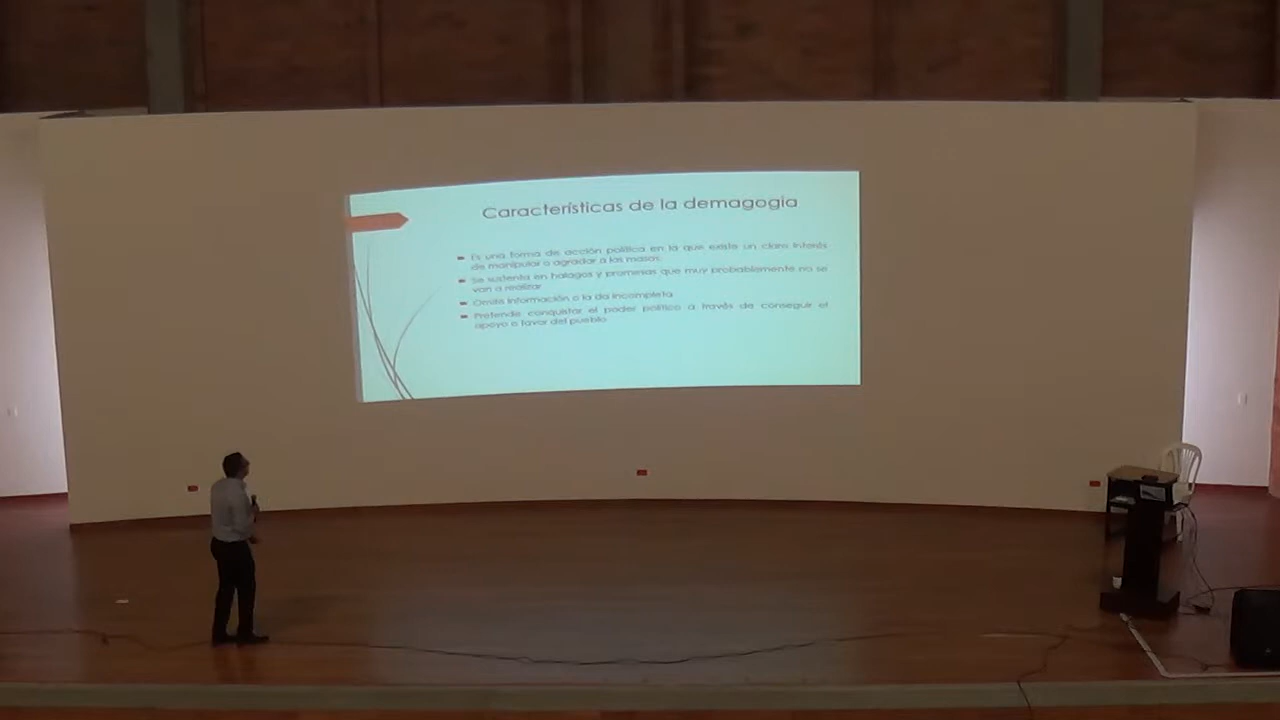 Características de la demagogia
Es una forma de acción política en la que existe un claro interés
de manipular o agradar a las masas.
Se sustenta en halagos y promesas que muy probablemente no se
van a realizar
Omite información o la da incompleta
Pretende conquistar el poder político a través de conseguir el
apoyo o favor del pueblo